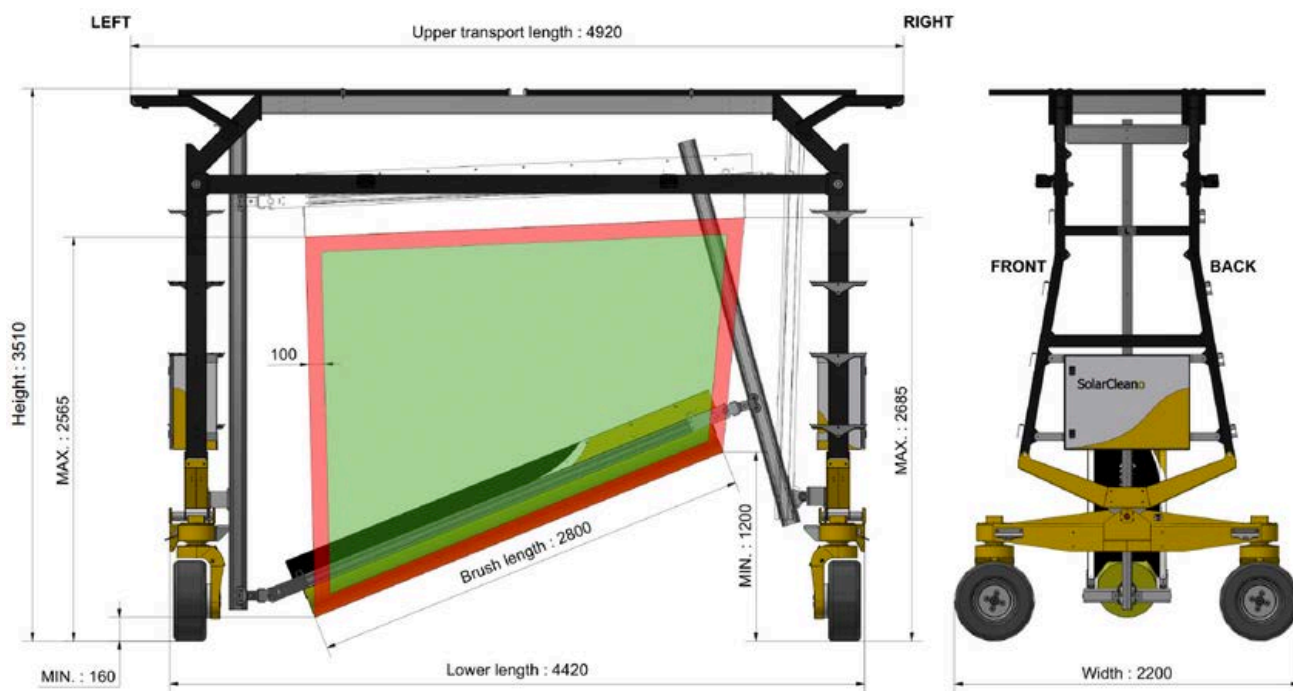 LEFT
RIGHT
Upper transport length : 4920
FRONT
BACK
100
Height : 3510
MAX. : 2565
MAX. : 2685
SolarCleano
Brush length : 2800
MIN. : 1200
MIN. : 160
Lower length : 4420
Width : 2200